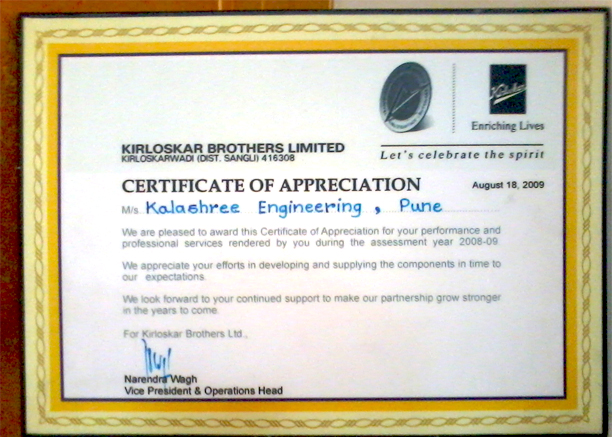 Kirloskar
Enriching Lives
KIRLOSKAR BROTHERS LIMITED
KIRLOSKARWADI (DIST. SANGLI) 416308
Let's celebrate the spirit
CERTIFICATE OF APPRECIATION
August 18, 2009
M/s. Kalashree Engineering , Pune
We are pleased to award this Certificate of Appreciation for your performance and
professional services rendered by you during the assessment year 2008-09.
We appreciate your efforts in developing and supplying the components in time to
our expectations.
We look forward to your continued support to make our partnership grow stronger
in the years to come.
For Kirloskar Brothers Ltd.,
Narendra Wagh
Vice President & Operations Head